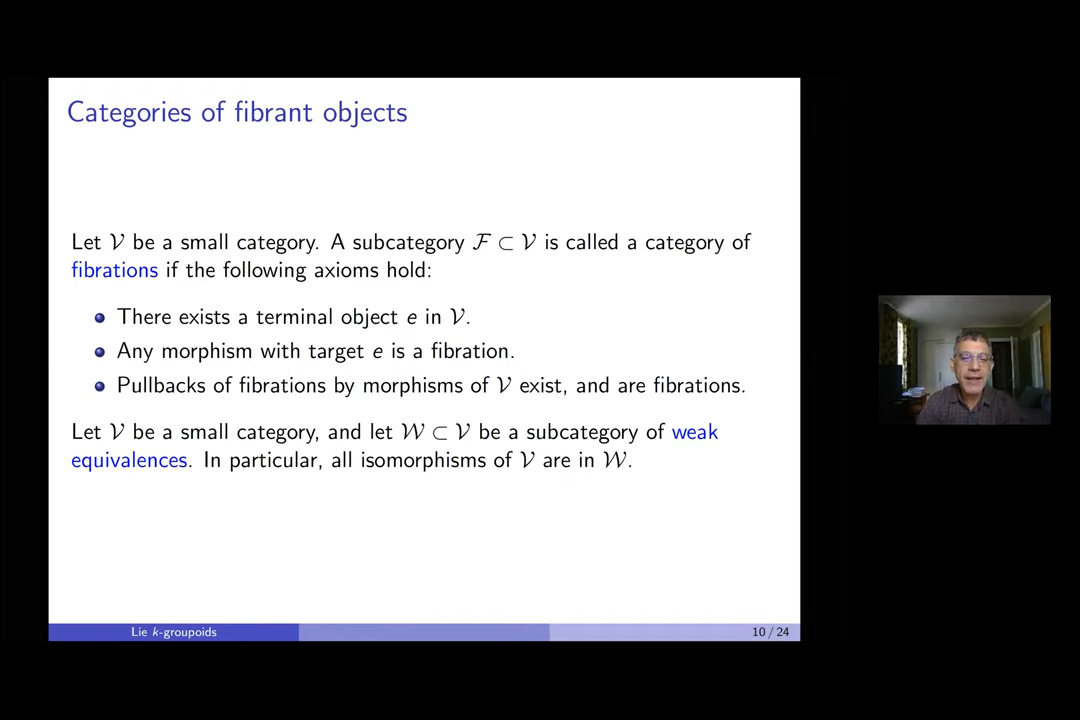 Categories of fibrant objects
Let 𝒱 be a small category. A subcategory ℱ ⊂ 𝒱 is called a category of
fibrations if the following axioms hold:
There exists a terminal object e in 𝒱.
Any morphism with target e is a fibration.
Pullbacks of fibrations by morphisms of 𝒱 exist, and are fibrations.
Let 𝒱 be a small category, and let 𝒲 ⊂ 𝒱 be a subcategory of weak
equivalences. In particular, all isomorphisms of 𝒱 are in 𝒲.
Lie k-groupoids
10 / 24